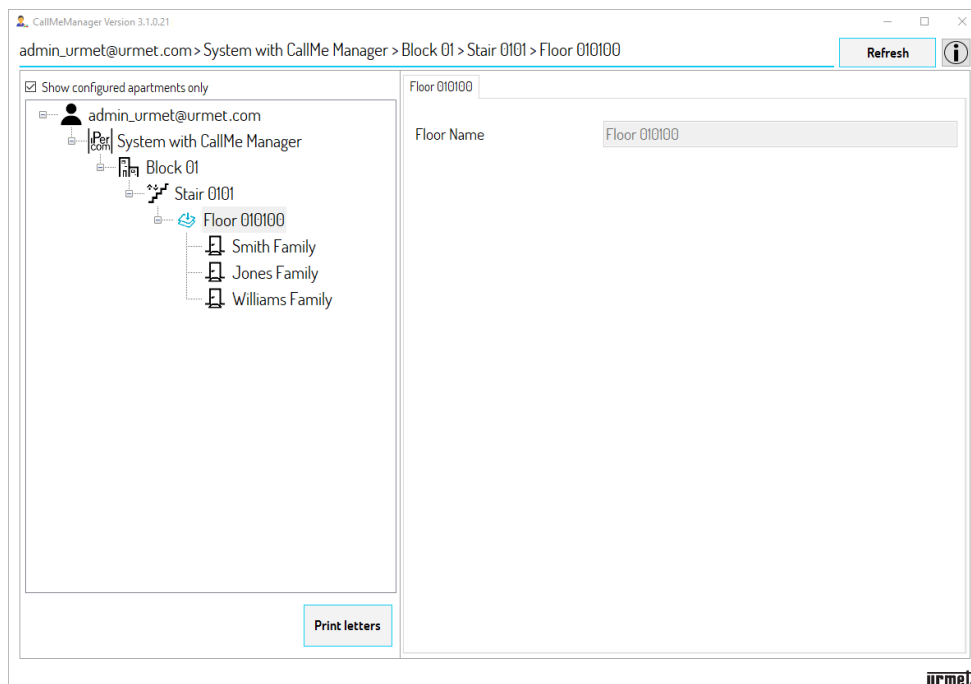 CallMeManager Version 3.1.0.21
admin_urmet@urmet.com > System with CallMe Manager > Block 01 > Stair 0101 > Floor 010100
Refresh
Show configured apartments only
admin_urmet@urmet.com
iPercom System with CallMe Manager
Block 01
Stair 0101
Floor 010100
Smith Family
Jones Family
Williams Family
Print letters
Floor 010100
Floor Name Floor 010100
urmet